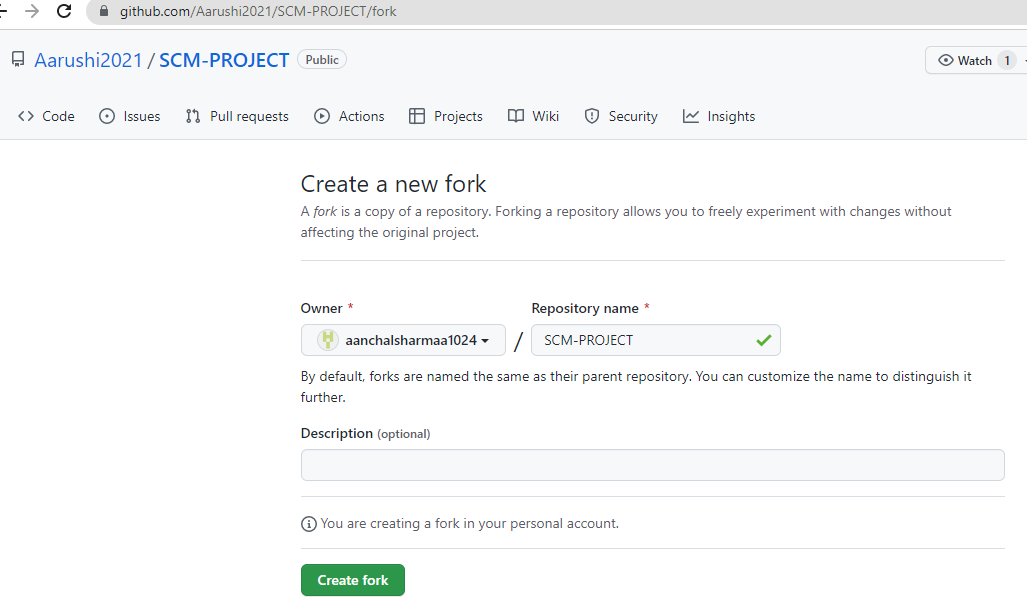 github.com/Aarushi2021/SCM-PROJECT/fork
Aarushi2021 / SCM-PROJECT Public
Watch 1
Code Issues Pull requests Actions Projects Wiki Security Insights
Create a new fork
A fork is a copy of a repository. Forking a repository allows you to freely experiment with changes without
affecting the original project.
Owner * Repository name *
aanchalsharmaa1024 / SCM-PROJECT
By default, forks are named the same as their parent repository. You can customize the name to distinguish it
further.
Description (optional)
You are creating a fork in your personal account.
Create fork